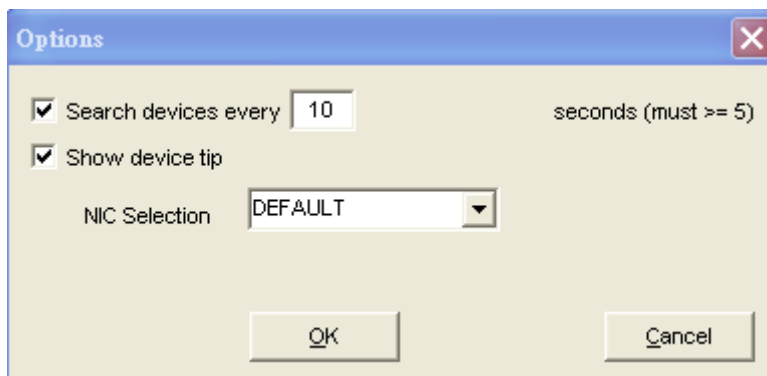 Options
Search devices every 10 seconds (must >= 5)
Show device tip
NIC Selection DEFAULT
OK Cancel